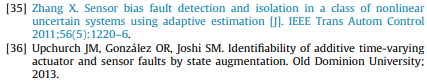 [35] Zhang X. Sensor bias fault detection and isolation in a class of nonlinear
uncertain systems using adaptive estimation [J]. IEEE Trans Autom Control
2011;56(5):1220–6.
[36] Upchurch JM, González OR, Joshi SM. Identifiability of additive time-varying
actuator and sensor faults by state augmentation. Old Dominion University;
2013.